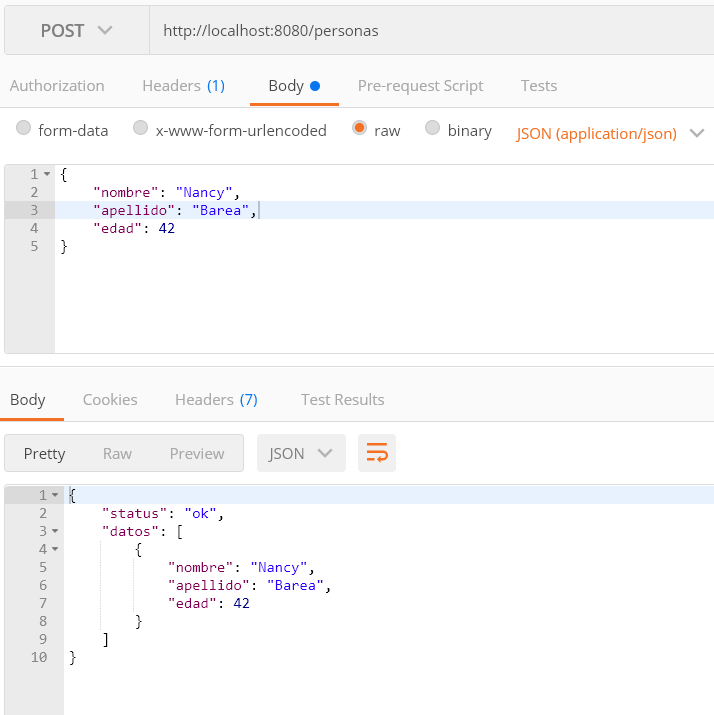 POST http://localhost:8080/personas
Authorization Headers (1) Body Pre-request Script Tests
form-data x-www-form-urlencoded raw binary JSON (application/json)
1 {
2 "nombre": "Nancy",
3 "apellido": "Barea",
4 "edad": 42
5 }
Body Cookies Headers (7) Test Results
Pretty Raw Preview JSON
1 {
2 "status": "ok",
3 "datos": [
4 {
5 "nombre": "Nancy",
6 "apellido": "Barea",
7 "edad": 42
8 }
9 ]
10 }